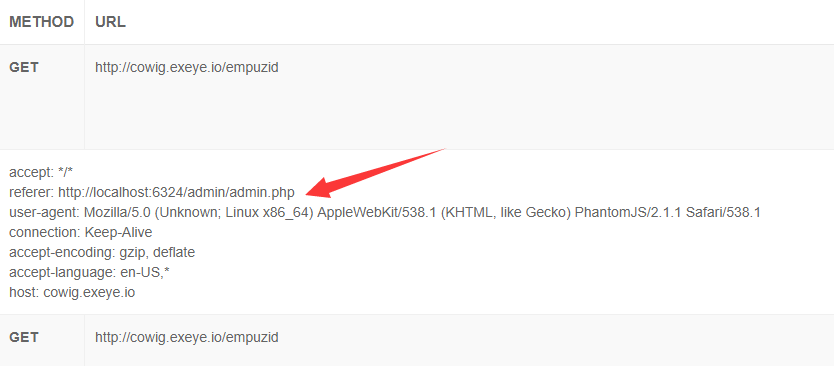 METHOD URL
GET http://cowig.exeye.io/empuzid
accept: */*
referer: http://localhost:6324/admin/admin.php
user-agent: Mozilla/5.0 (Unknown; Linux x86_64) AppleWebKit/538.1 (KHTML, like Gecko) PhantomJS/2.1.1 Safari/538.1
connection: Keep-Alive
accept-encoding: gzip, deflate
accept-language: en-US,*
host: cowig.exeye.io
GET http://cowig.exeye.io/empuzid